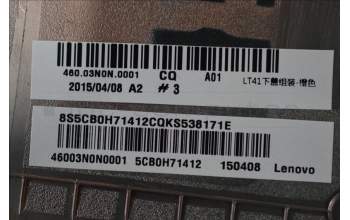 460.03N0N.0001 CQ A01 LT41下盖组装-橙色
2015/04/08 A2 #3
8S5CB0H71412CQKS538171E
46003N0N0001 5CB0H71412 150408 Lenovo